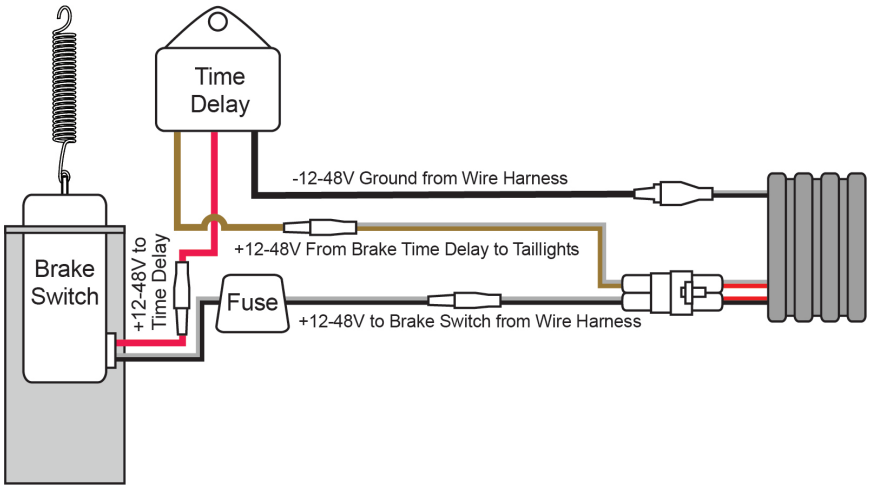 Time
Delay
-12-48V Ground from Wire Harness
+12-48V From Brake Time Delay to Taillights
+12-48V to
Time Delay
Brake
Switch
Fuse
+12-48V to Brake Switch from Wire Harness